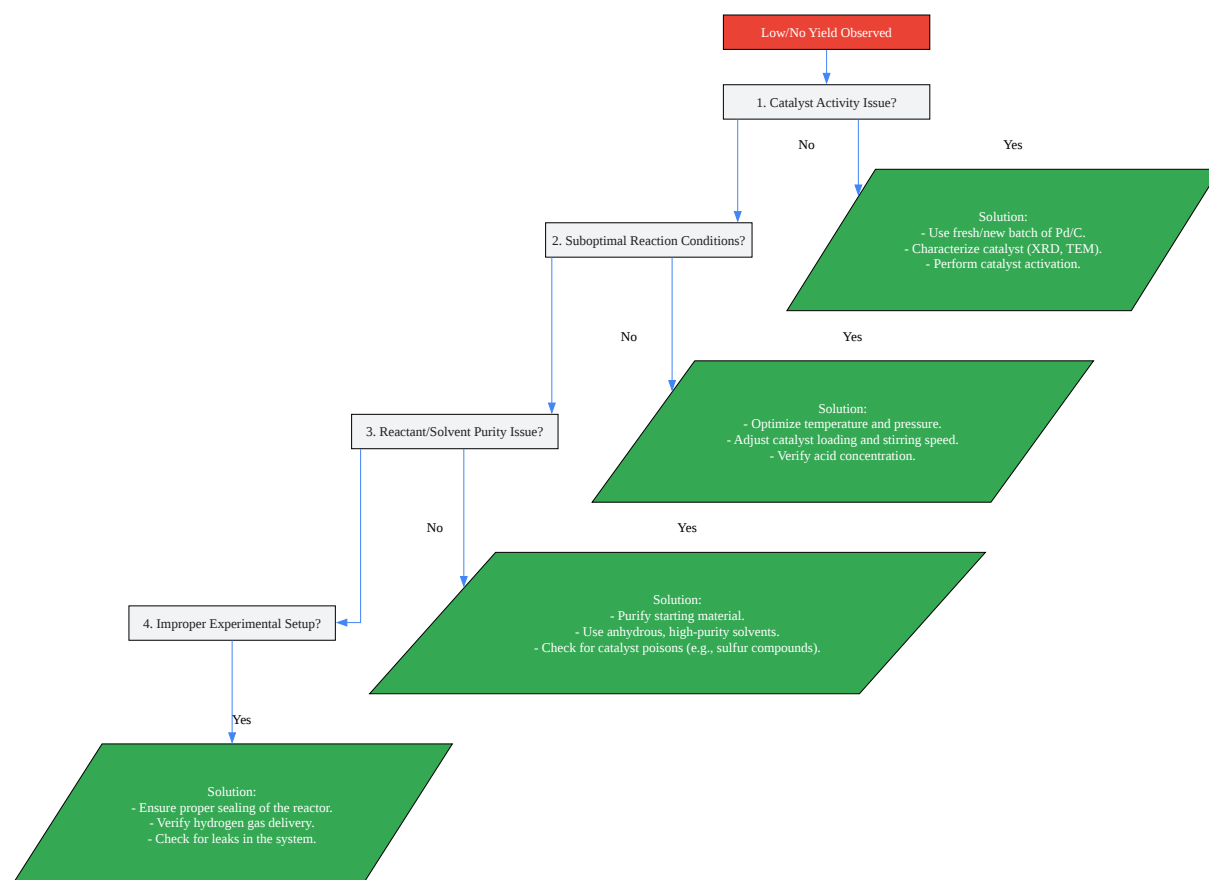 Low/No Yield Observed
1. Catalyst Activity Issue?
No
Yes
Solution:
- Use fresh/new batch of Pd/C.
- Characterize catalyst (XRD, TEM).
- Perform catalyst activation.
2. Suboptimal Reaction Conditions?
No
Yes
Solution:
- Optimize temperature and pressure.
- Adjust catalyst loading and stirring speed.
- Verify acid concentration.
3. Reactant/Solvent Purity Issue?
No
Yes
Solution:
- Purify starting material.
- Use anhydrous, high-purity solvents.
- Check for catalyst poisons (e.g., sulfur compounds).
4. Improper Experimental Setup?
Yes
Solution:
- Ensure proper sealing of the reactor.
- Verify hydrogen gas delivery.
- Check for leaks in the system.